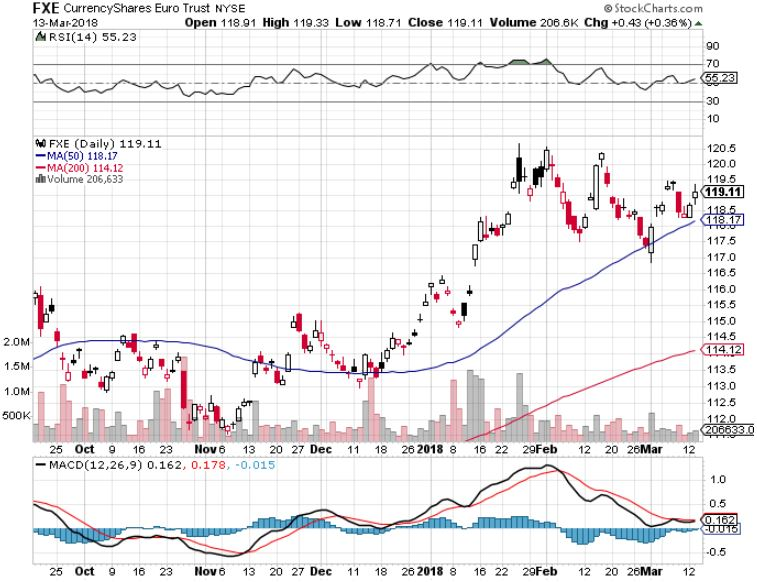 FXE CurrencyShares Euro Trust NYSE © StockCharts.com
13-Mar-2018 Open 118.91 High 119.33 Low 118.71 Close 119.11 Volume 206.6K Chg +0.43 (+0.36%)
RSI(14) 55.23
90
70
55.23
50
30
10
FXE (Daily) 119.11
MA(50) 118.17
MA(200) 114.12
Volume 206,633
120.5
120.0
119.5
119.11
118.5
118.17
117.5
117.0
116.5
116.0
115.5
115.0
114.5
114.12
113.5
113.0
112.5
112.0
206633.0
2.0M
1.5M
1.0M
500K
25 Oct 9 16 23 Nov 6 13 20 27 Dec 11 18 26 2018 8 16 22 29 Feb 12 20 26 Mar 12
MACD(12,26,9) 0.162, 0.178, -0.015
1.0
0.5
0.162
-0.015
-0.5
25 Oct 9 16 23 Nov 6 13 20 27 Dec 11 18 26 2018 8 16 22 29 Feb 12 20 26 Mar 12